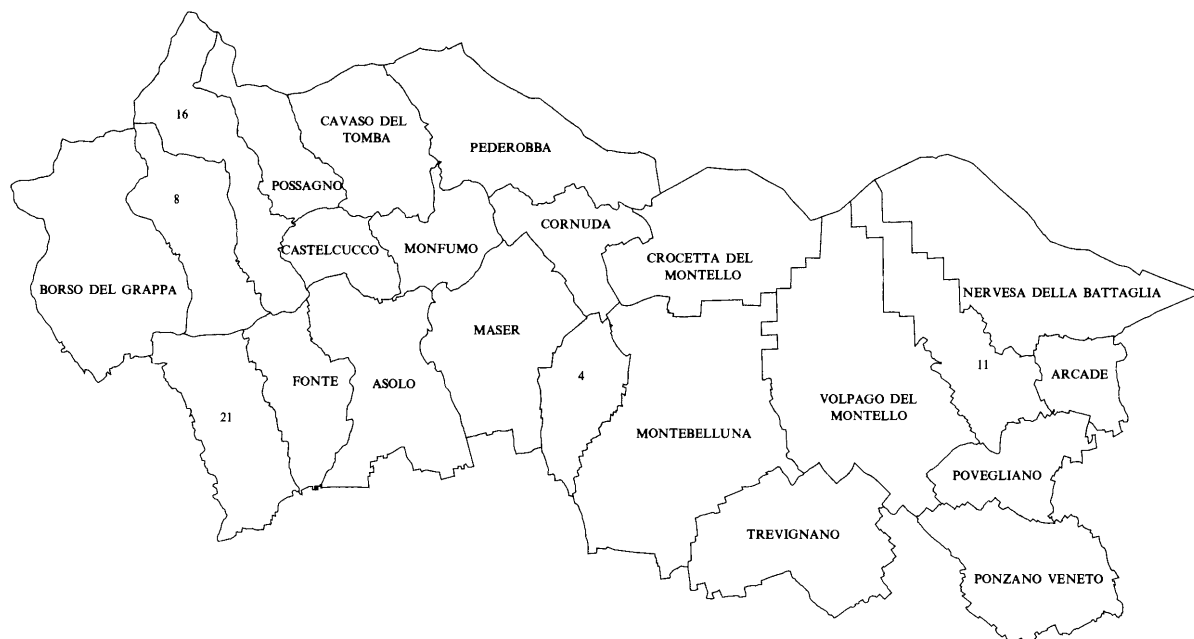 16
CAVASO DEL
TOMBA
PEDEROBBA
POSSAGNO
8
CORNUDA
CASTELCUCCO
MONFUMO
CROCETTA DEL
MONTELLO
BORSO DEL GRAPPA
NERVESA DELLA BATTAGLIA
MASER
4
11
ARCADE
FONTE
ASOLO
VOLPAGO DEL
MONTELLO
21
MONTEBELLUNA
POVEGLIANO
TREVIGNANO
PONZANO VENETO